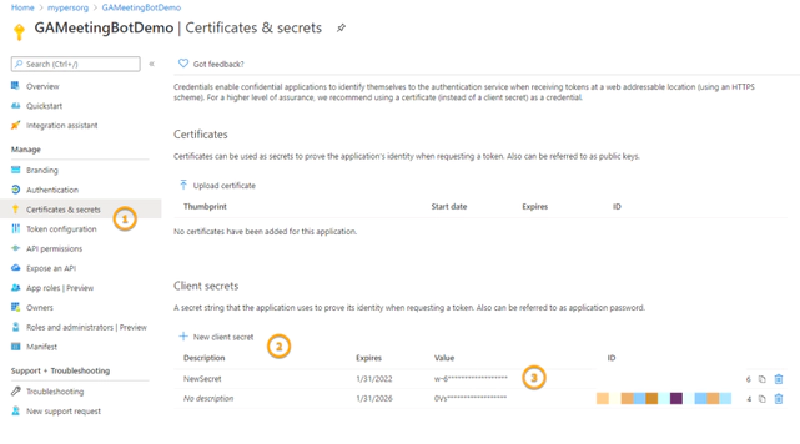 Home > mypersorg > GAMeetingBotDemo
GAMeetingBotDemo | Certificates & secrets
Search (Ctrl+/)
«
Got feedback?
Overview
Quickstart
Integration assistant
Manage
Branding
Authentication
Certificates & secrets
Token configuration
API permissions
Expose an API
App roles | Preview
Owners
Roles and administrators | Preview
Manifest
Support + Troubleshooting
Troubleshooting
New support request
1
Credentials enable confidential applications to identify themselves to the authentication service when receiving tokens at a web addressable location (using an HTTPS
scheme). For a higher level of assurance, we recommend using a certificate (instead of a client secret) as a credential.
Certificates
Certificates can be used as secrets to prove the application's identity when requesting a token. Also can be referred to as public keys.
Upload certificate
Thumbprint Start date Expires ID
No certificates have been added for this application.
Client secrets
A secret string that the application uses to prove its identity when requesting a token. Also can be referred to as application password.
+ New client secret
2
Description Expires Value ID
NewSecret 1/31/2022 w-6****************** 3 6
No description 1/31/2026 0Vs****************** 4